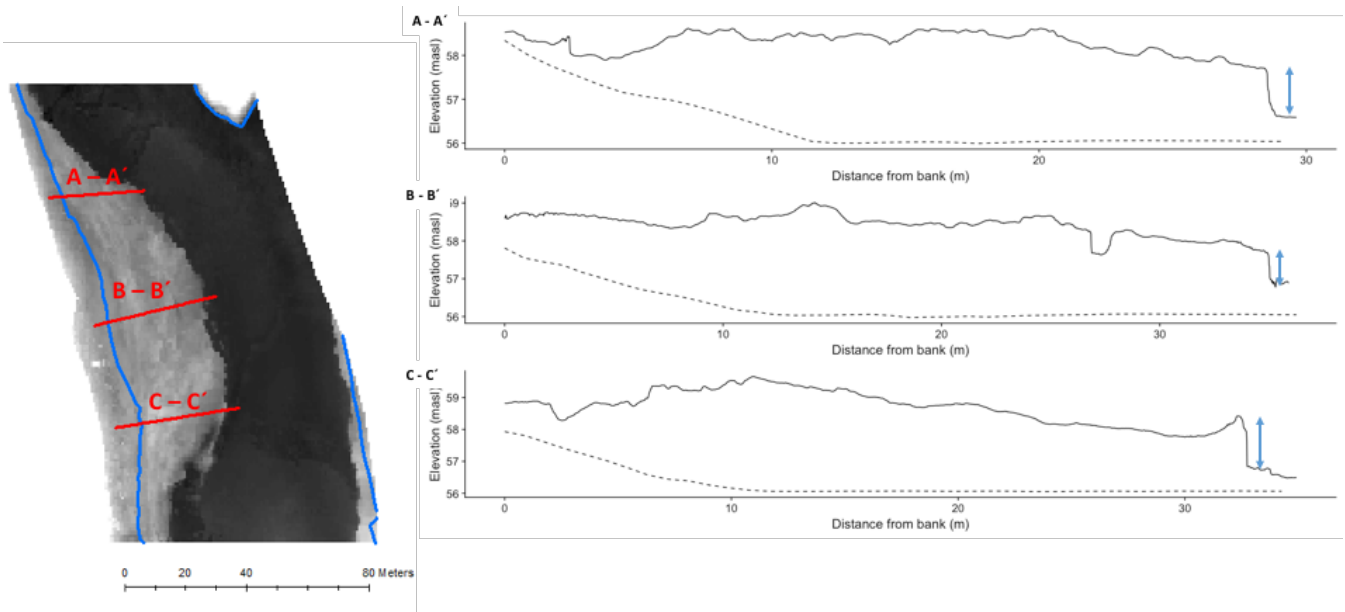 A – A´
B – B´
C – C´
0 20 40 80 Meters
A - A´
Elevation (masl)
58
57
56
0 10 20 30
Distance from bank (m)
B - B´
Elevation (masl)
i9
58
57
56
0 10 20 30
Distance from bank (m)
C - C´
Elevation (masl)
59
58
57
56
0 10 20 30
Distance from bank (m)